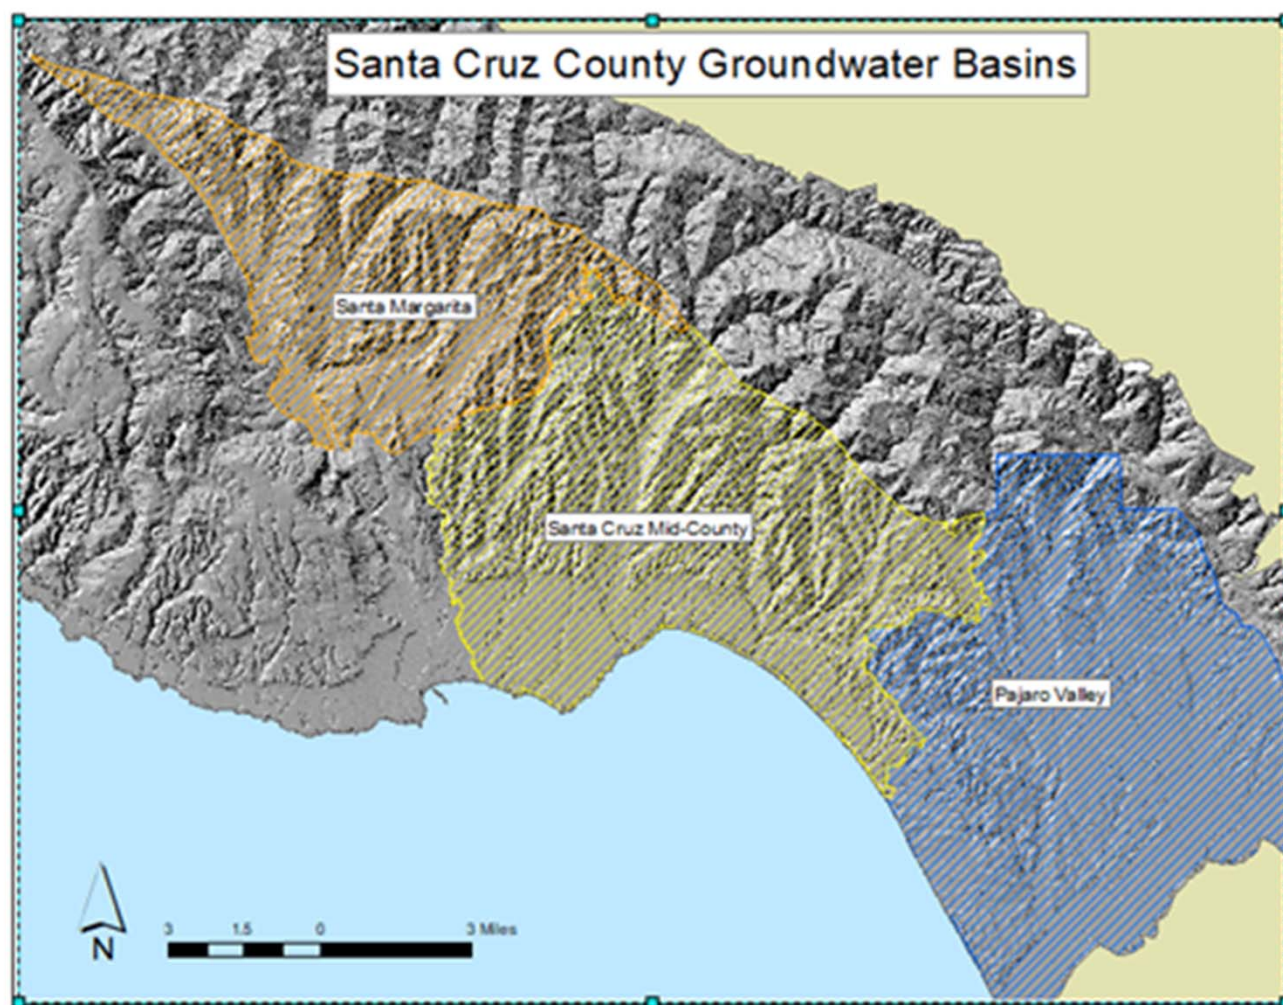 Santa Cruz County Groundwater Basins
Santa Margarita
Santa Cruz Mid-County
Pajaro Valley
3 1.5 0 3 Miles
N